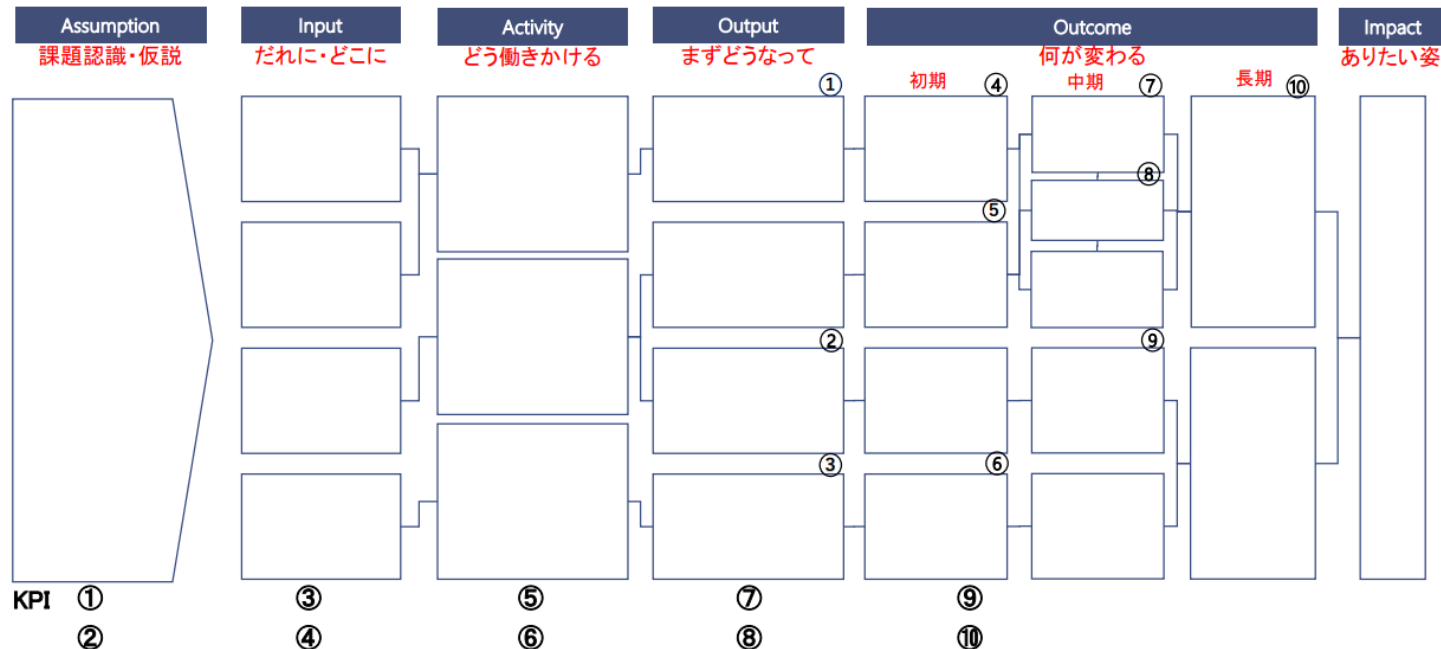 Assumption Input Activity Output Outcome Impact
課題認識・仮説 だれに・どこに どう働きかける まずどうなって 何が変わる ありたい姿
① 初期 ④ 中期 ⑦ 長期 ⑩
⑧
⑤
② ⑨
③ ⑥
KPI ① ③ ⑤ ⑦ ⑨
② ④ ⑥ ⑧ ⑩